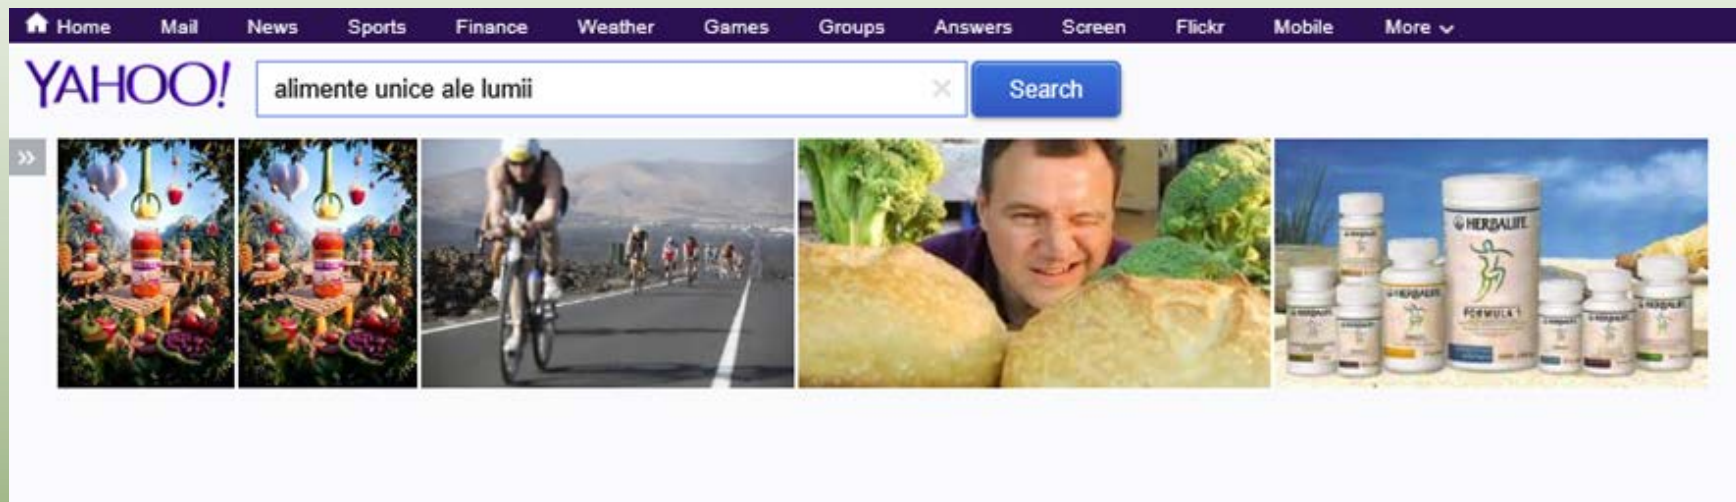 Home Mail News Sports Finance Weather Games Groups Answers Screen Flickr Mobile More
YAHOO! alimente unice ale lumii Search
HERBALIFE
HERBALIFE
FORMULA 1